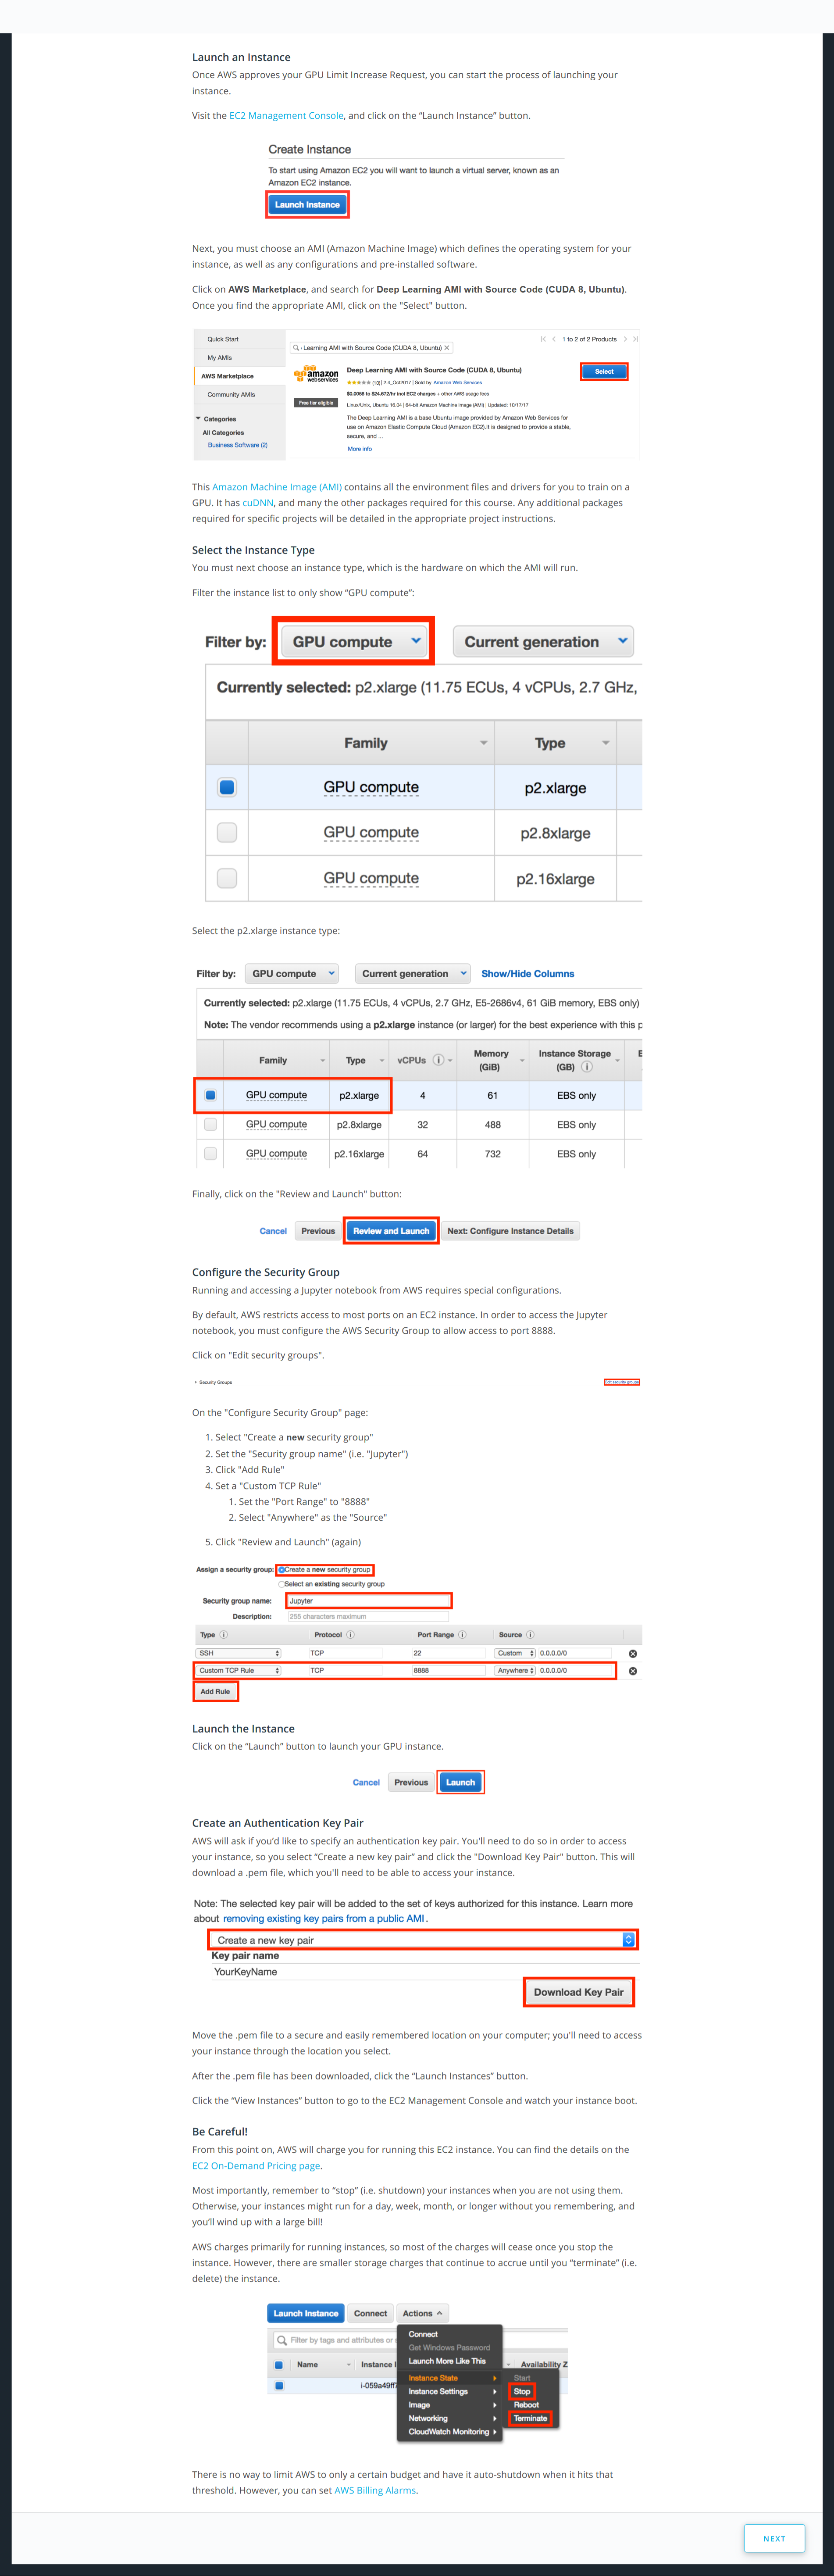 Launch an Instance
Once AWS approves your GPU Limit Increase Request, you can start the process of launching your
instance.
Visit the EC2 Management Console, and click on the “Launch Instance” button.
Create Instance
To start using Amazon EC2 you will want to launch a virtual server, known as an
Amazon EC2 instance.
Launch Instance
Next, you must choose an AMI (Amazon Machine Image) which defines the operating system for your
instance, as well as any configurations and pre-installed software.
Click on AWS Marketplace, and search for Deep Learning AMI with Source Code (CUDA 8, Ubuntu).
Once you find the appropriate AMI, click on the "Select" button.
Quick Start
My AMIs
AWS Marketplace
Community AMIs
Categories
All Categories
Business Software (2)
Learning AMI with Source Code (CUDA 8, Ubuntu)
1 to 2 of 2 Products
amazon
webservices
Free tier eligible
Deep Learning AMI with Source Code (CUDA 8, Ubuntu)
2.4_Oct2017 | Sold by Amazon Web Services
$0.0058 to $24.672/hr incl EC2 charges + other AWS usage fees
Linux/Unix, Ubuntu 16.04 | 64-bit Amazon Machine Image (AMI) | Updated: 10/17/17
The Deep Learning AMI is a base Ubuntu image provided by Amazon Web Services for
use on Amazon Elastic Compute Cloud (Amazon EC2).It is designed to provide a stable,
secure, and ...
More info
Select
This Amazon Machine Image (AMI) contains all the environment files and drivers for you to train on a
GPU. It has cuDNN, and many the other packages required for this course. Any additional packages
required for specific projects will be detailed in the appropriate project instructions.
Select the Instance Type
You must next choose an instance type, which is the hardware on which the AMI will run.
Filter the instance list to only show “GPU compute”:
Filter by: GPU compute Current generation
Currently selected: p2.xlarge (11.75 ECUs, 4 vCPUs, 2.7 GHz,
Family Type
GPU compute p2.xlarge
GPU compute p2.8xlarge
GPU compute p2.16xlarge
Select the p2.xlarge instance type:
Filter by: GPU compute Current generation Show/Hide Columns
Currently selected: p2.xlarge (11.75 ECUs, 4 vCPUs, 2.7 GHz, E5-2686v4, 61 GiB memory, EBS only)
Note: The vendor recommends using a p2.xlarge instance (or larger) for the best experience with this p
Family Type vCPUs Memory (GiB) Instance Storage (GB) E
GPU compute p2.xlarge 4 61 EBS only
GPU compute p2.8xlarge 32 488 EBS only
GPU compute p2.16xlarge 64 732 EBS only
Finally, click on the "Review and Launch" button:
Cancel Previous Review and Launch Next: Configure Instance Details
Configure the Security Group
Running and accessing a Jupyter notebook from AWS requires special configurations.
By default, AWS restricts access to most ports on an EC2 instance. In order to access the Jupyter
notebook, you must configure the AWS Security Group to allow access to port 8888.
Click on "Edit security groups".
Security Groups Edit security groups
On the "Configure Security Group" page:
1. Select "Create a new security group"
2. Set the "Security group name" (i.e. "Jupyter")
3. Click "Add Rule"
4. Set a "Custom TCP Rule"
1. Set the "Port Range" to "8888"
2. Select "Anywhere" as the "Source"
5. Click "Review and Launch" (again)
Assign a security group: Create a new security group
Select an existing security group
Security group name: Jupyter
Description: 255 characters maximum
Type Protocol Port Range Source
SSH TCP 22 Custom 0.0.0.0/0
Custom TCP Rule TCP 8888 Anywhere 0.0.0.0/0
Add Rule
Launch the Instance
Click on the “Launch” button to launch your GPU instance.
Cancel Previous Launch
Create an Authentication Key Pair
AWS will ask if you’d like to specify an authentication key pair. You'll need to do so in order to access
your instance, so you select “Create a new key pair” and click the "Download Key Pair" button. This will
download a .pem file, which you'll need to be able to access your instance.
Note: The selected key pair will be added to the set of keys authorized for this instance. Learn more
about removing existing key pairs from a public AMI.
Create a new key pair
Key pair name
YourKeyName
Download Key Pair
Move the .pem file to a secure and easily remembered location on your computer; you'll need to access
your instance through the location you select.
After the .pem file has been downloaded, click the “Launch Instances” button.
Click the “View Instances” button to go to the EC2 Management Console and watch your instance boot.
Be Careful!
From this point on, AWS will charge you for running this EC2 instance. You can find the details on the
EC2 On-Demand Pricing page.
Most importantly, remember to “stop” (i.e. shutdown) your instances when you are not using them.
Otherwise, your instances might run for a day, week, month, or longer without you remembering, and
you’ll wind up with a large bill!
AWS charges primarily for running instances, so most of the charges will cease once you stop the
instance. However, there are smaller storage charges that continue to accrue until you “terminate” (i.e.
delete) the instance.
Launch Instance Connect Actions
Filter by tags and attributes or
Name Instance I Availability Z
i-059a49ff7
Connect
Get Windows Password
Launch More Like This
Instance State
Instance Settings
Image
Networking
CloudWatch Monitoring
Start
Stop
Reboot
Terminate
There is no way to limit AWS to only a certain budget and have it auto-shutdown when it hits that
threshold. However, you can set AWS Billing Alarms.
NEXT